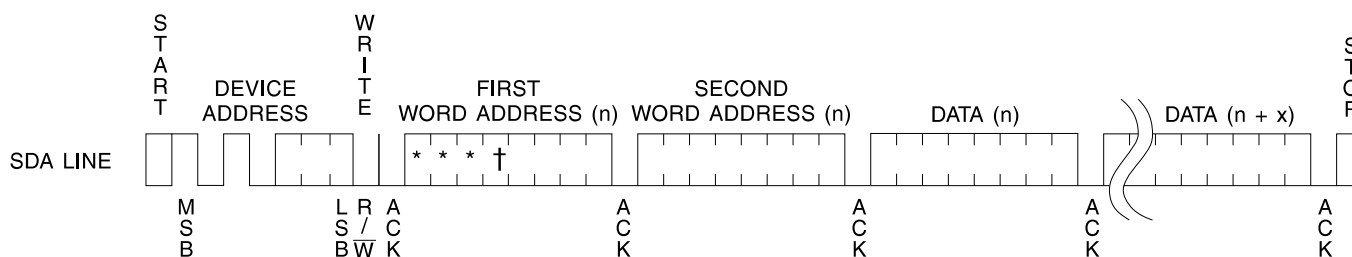 START
WRITE
STOP
DEVICE
ADDRESS
FIRST
WORD ADDRESS (n)
SECOND
WORD ADDRESS (n)
DATA (n)
DATA (n + x)
SDA LINE
* * * †
MSB
LSB
R/W
ACK
ACK
ACK
ACK
ACK